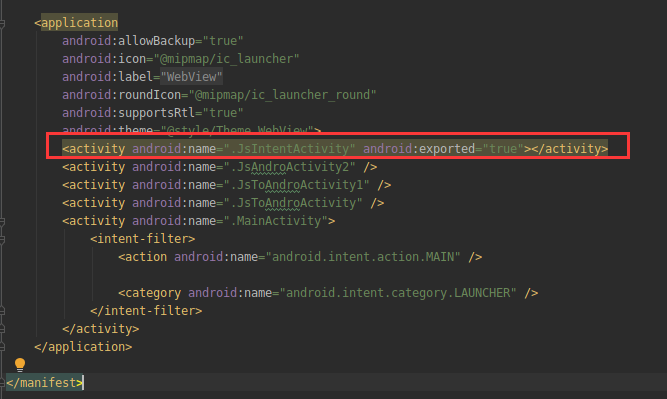 <application
android:allowBackup="true"
android:icon="@mipmap/ic_launcher"
android:label="WebView"
android:roundIcon="@mipmap/ic_launcher_round"
android:supportsRtl="true"
android:theme="@style/Theme.WebView">
<activity android:name=".JsIntentActivity" android:exported="true"></activity>
<activity android:name=".JsAndroActivity2" />
<activity android:name=".JsToAndroActivity1" />
<activity android:name=".JsToAndroActivity" />
<activity android:name=".MainActivity">
<intent-filter>
<action android:name="android.intent.action.MAIN" />
<category android:name="android.intent.category.LAUNCHER" />
</intent-filter>
</activity>
</application>
</manifest>